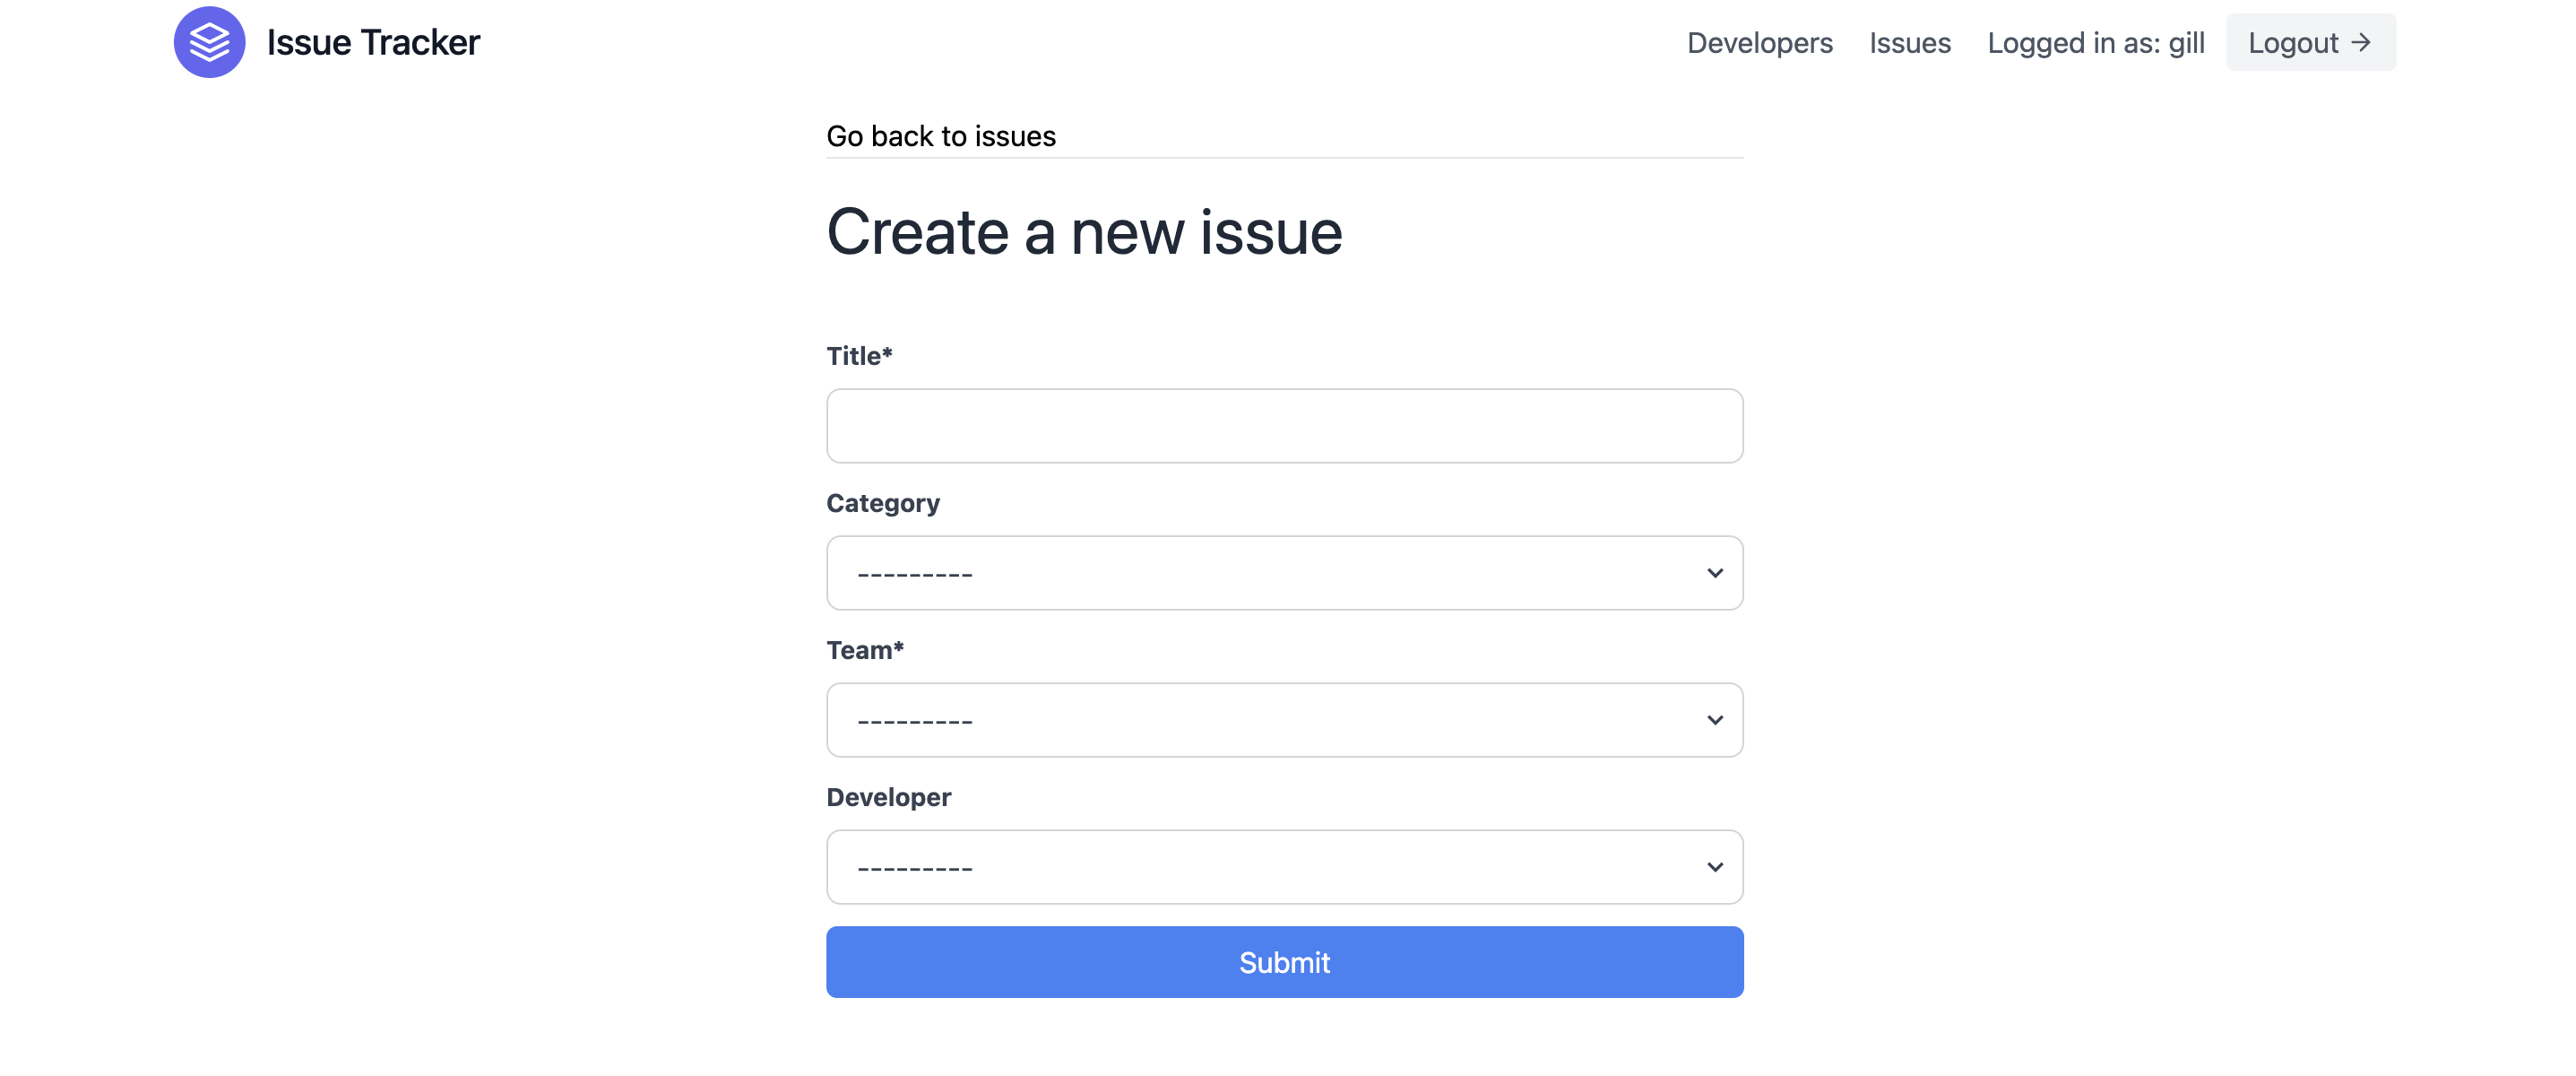 Issue Tracker
Developers Issues Logged in as: gill Logout →
Go back to issues
Create a new issue
Title*
Category
---------
Team*
---------
Developer
---------
Submit